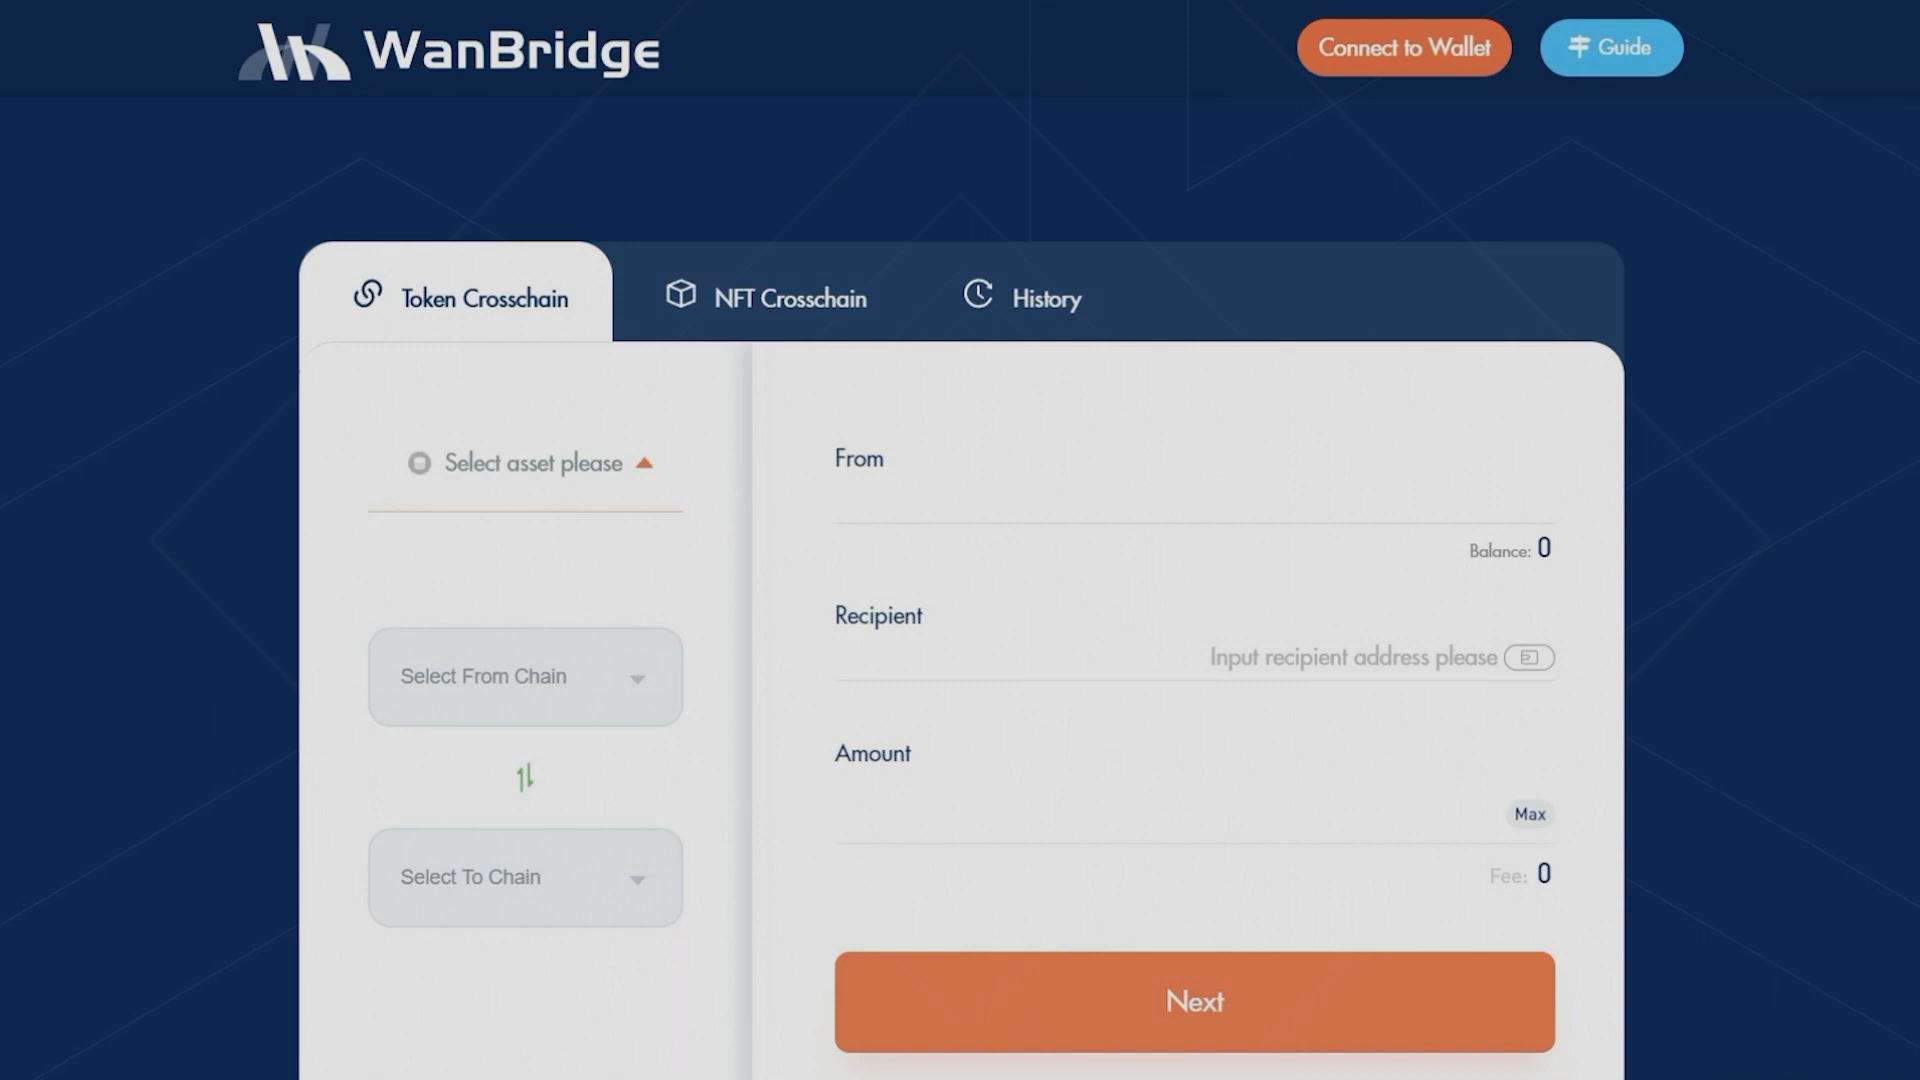 WanBridge
Connect to Wallet
Guide
Token Crosschain
NFT Crosschain
History
Select asset please
Select From Chain
Select To Chain
From
Balance: 0
Recipient
Input recipient address please
Amount
Max
Fee: 0
Next